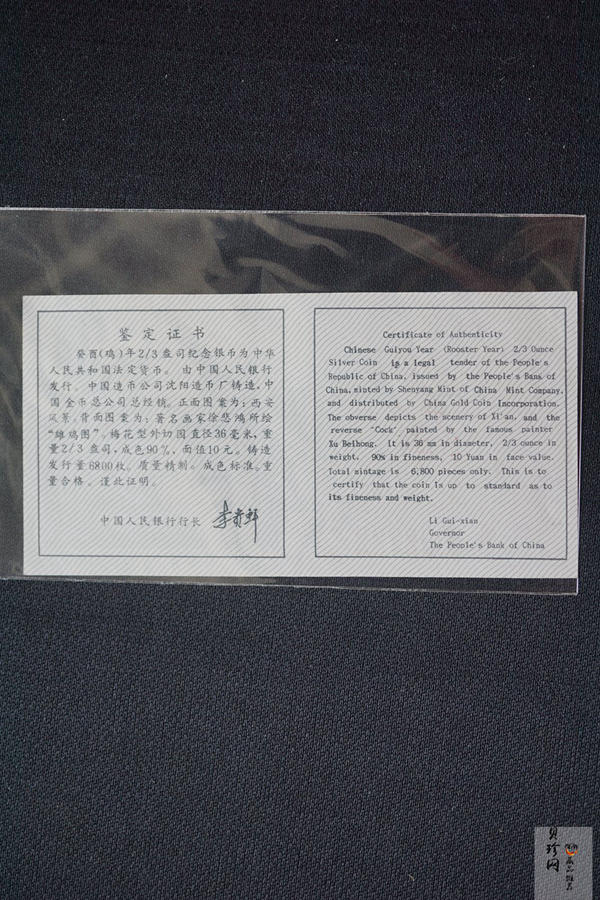 鉴定证书
癸酉(鸡)年2/3盎司纪念银币为中华
人民共和国法定货币。由中国人民银行
发行。中国造币公司沈阳造币厂铸造,中
国金币总公司总经销。正面图案为:西安
风景。背面图案为:著名画家徐悲鸿所绘
“雄鸡图”。梅花型外切园直径36毫米,重
量2/3盎司,成色90%,面值10元。铸造
发行量6800枚。质量精制。成色标准。重
量合格。谨此证明。
中国人民银行行长 李贵鲜
Certificate of Authenticity
Chinese Guiyou Year (Rooster Year) 2/3 Ounce
Silver Coin is a legal tender of the People's
Republic of China, issued by the People's Bank of
China, minted by Shenyang Mint of China Mint Company,
and distributed by China Gold Coin Incorporation.
The obverse depicts the scenery of Xi'an, and the
reverse "Cock" painted by the famous painter
Xu Beihong. It is 36 mm in diameter, 2/3 ounce in
weight, 90% in fineness, 10 Yuan in face value.
Total mintage is 6,800 pieces only. This is to
certify that the coin is up to standard as to
its fineness and weight.
Li Gui-xian
Governor
The People's Bank of China
贝珍网
藏品雅集